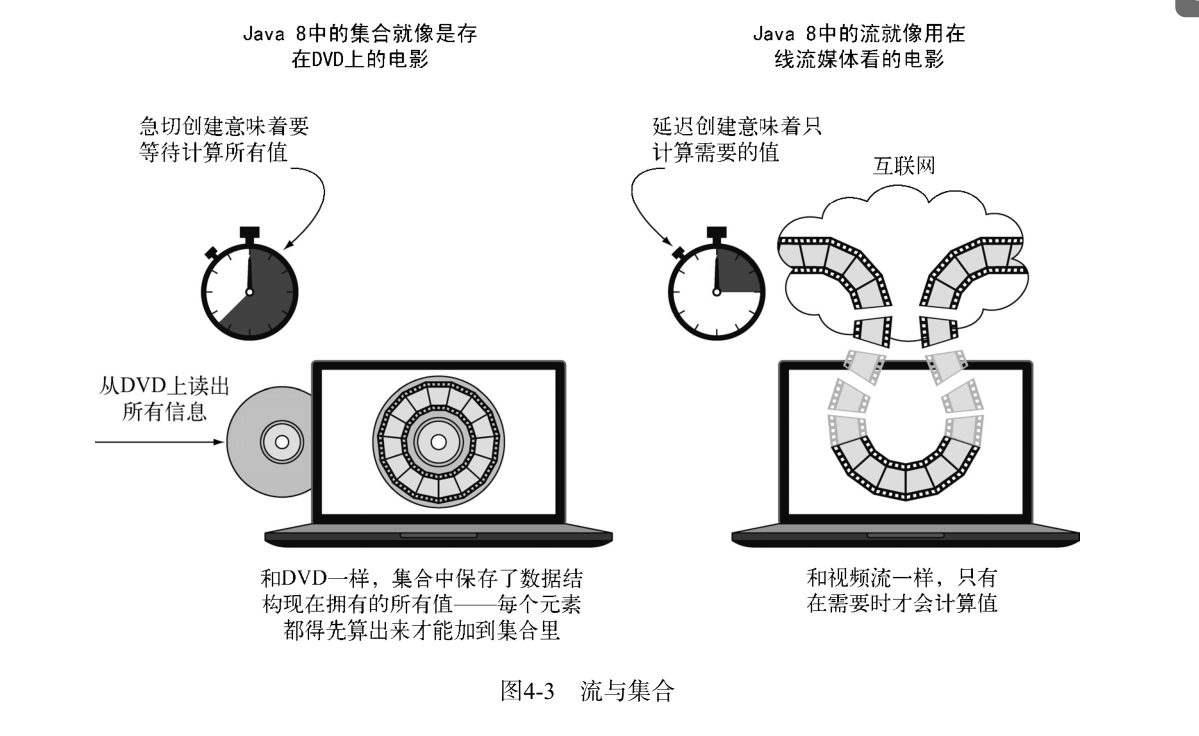 Java 8中的集合就像是存
在DVD上的电影
Java 8中的流就像用在
线流媒体看的电影
急切创建意味着要
等待计算所有值
延迟创建意味着只
计算需要的值
互联网
从DVD上读出
所有信息
和DVD一样，集合中保存了数据结
构现在拥有的所有值——每个元素
都得先算出来才能加到集合里
和视频流一样，只有
在需要时才会计算值
图4-3 流与集合